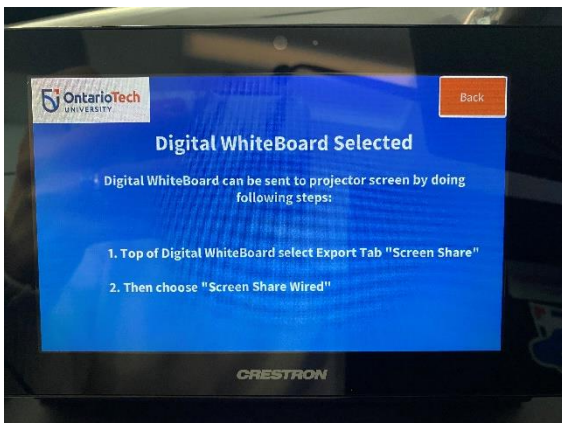 OntarioTech
UNIVERSITY
Back
Digital WhiteBoard Selected
Digital WhiteBoard can be sent to projector screen by doing
following steps:
1. Top of Digital WhiteBoard select Export Tab "Screen Share"
2. Then choose "Screen Share Wired"
CRESTRON